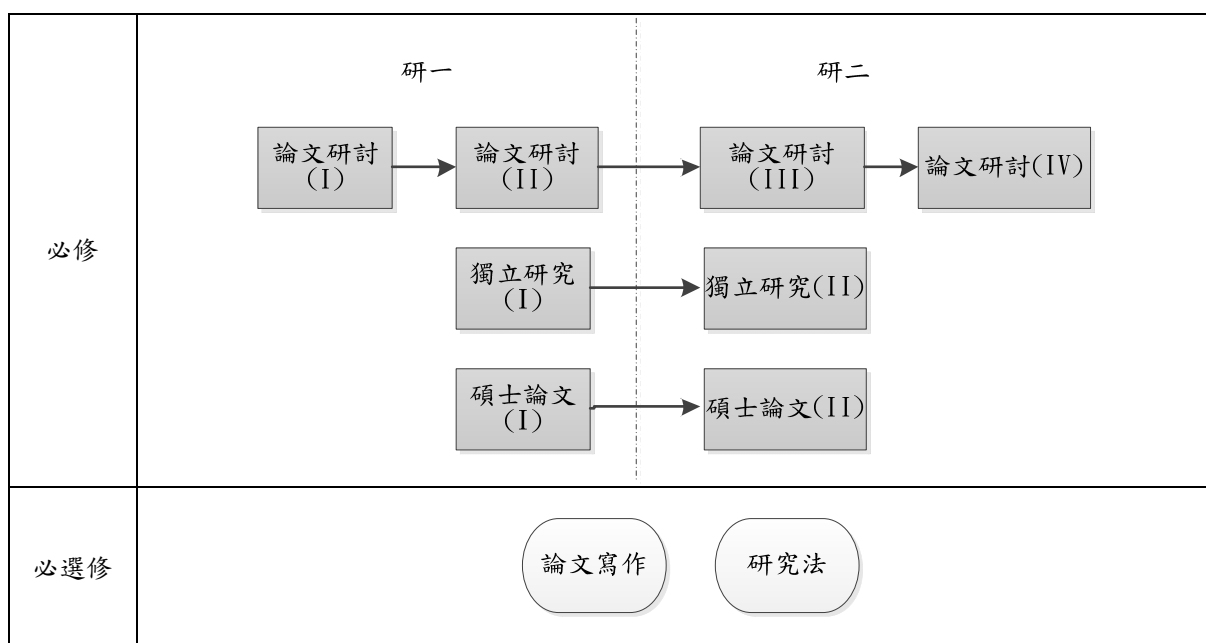 研一
研二
論文研討
(I)
論文研討
(II)
論文研討
(III)
論文研討(IV)
必修
獨立研究
(I)
獨立研究(II)
碩士論文
(I)
碩士論文(II)
必選修
論文寫作
研究法